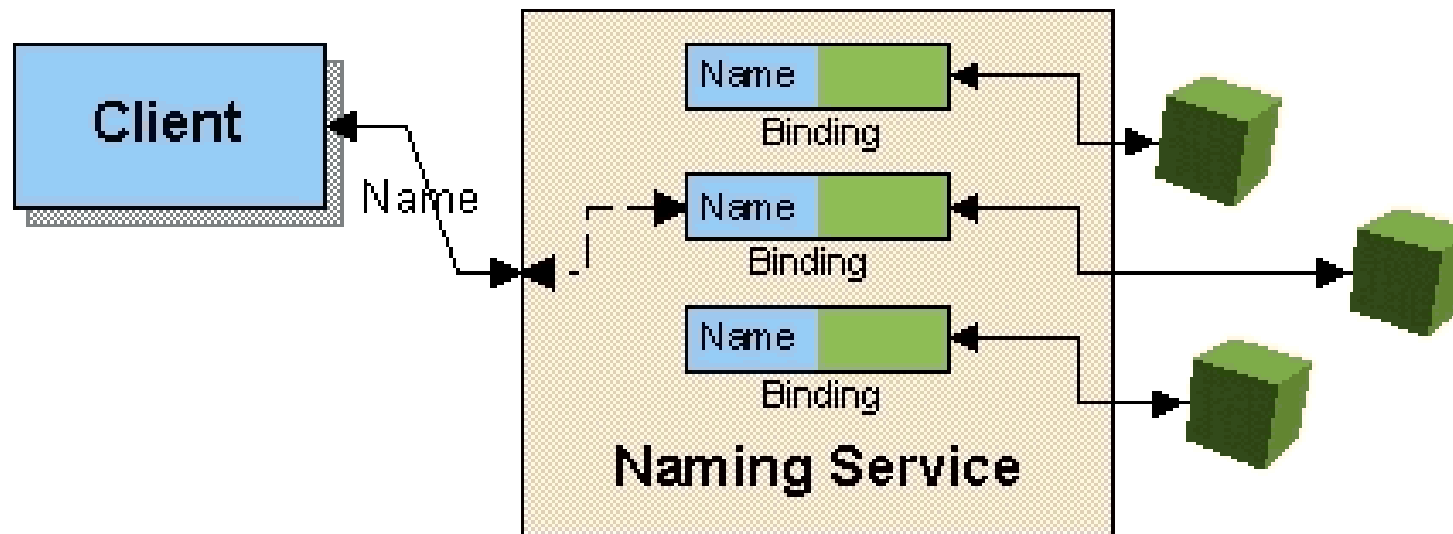 Client
Name
Name
Binding
Name
Binding
Name
Binding
Naming Service